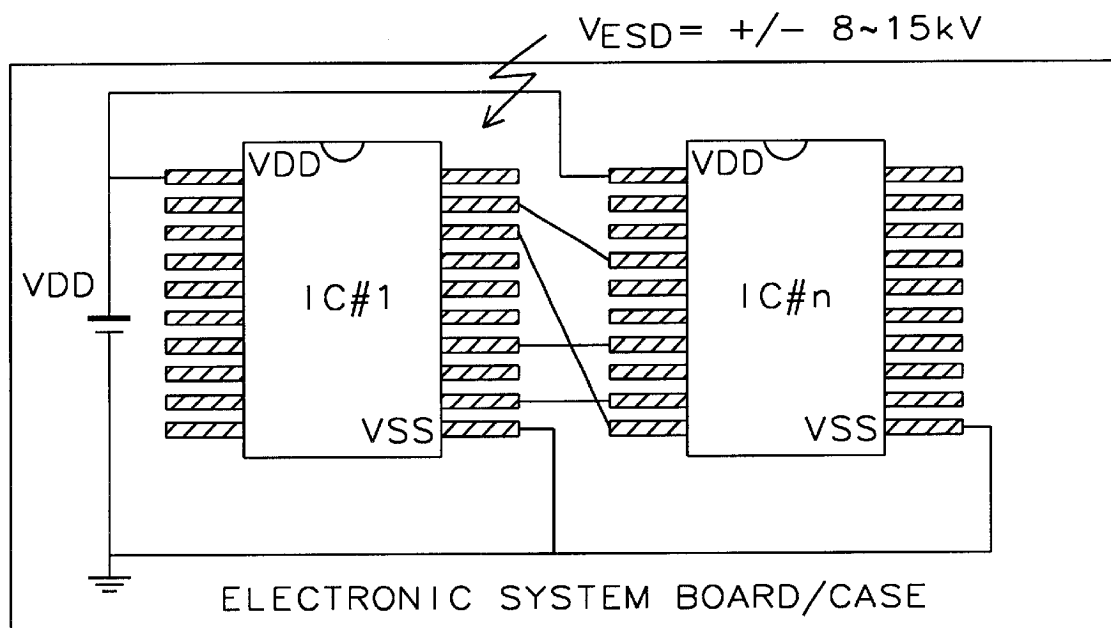 VESD= +/- 8~15kV
VDD
VDD
VDD
IC#1
IC#n
VSS
VSS
ELECTRONIC SYSTEM BOARD/CASE